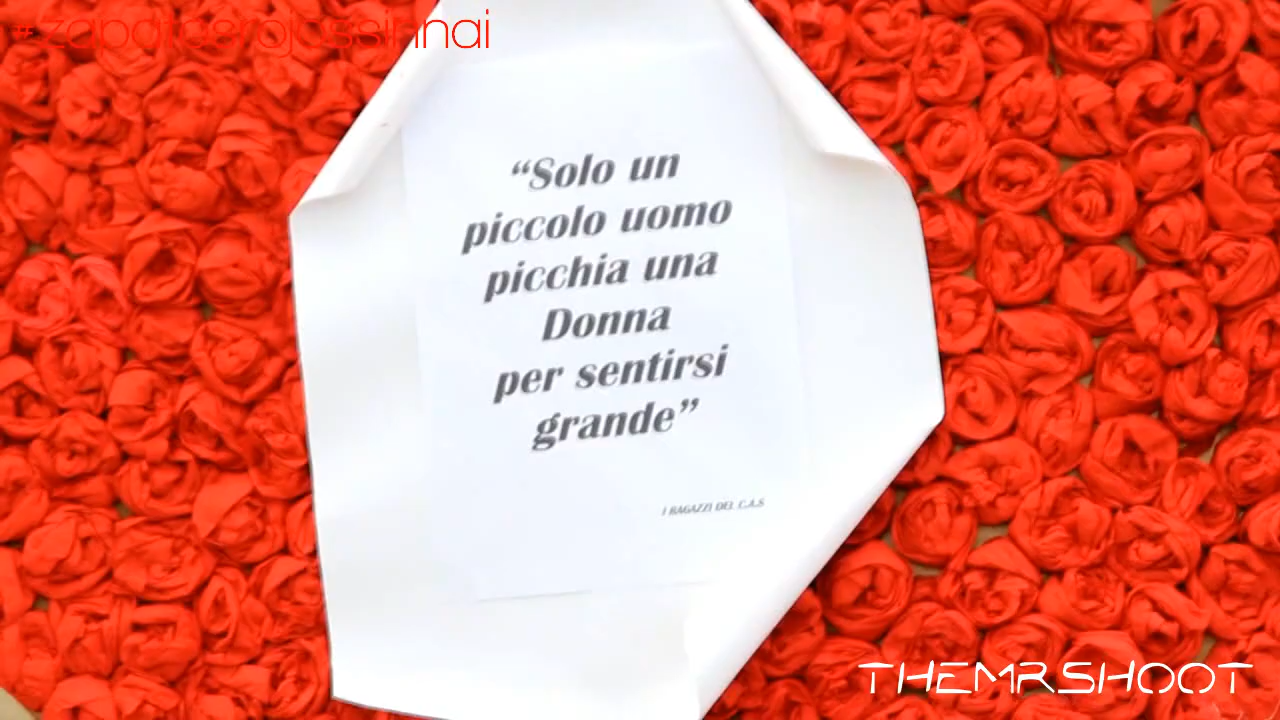 #zapatosrojossinnai
“Solo un
piccolo uomo
picchia una
Donna
per sentirsi
grande”
I RAGAZZI DEL C.A.S
THEMRSHOOT